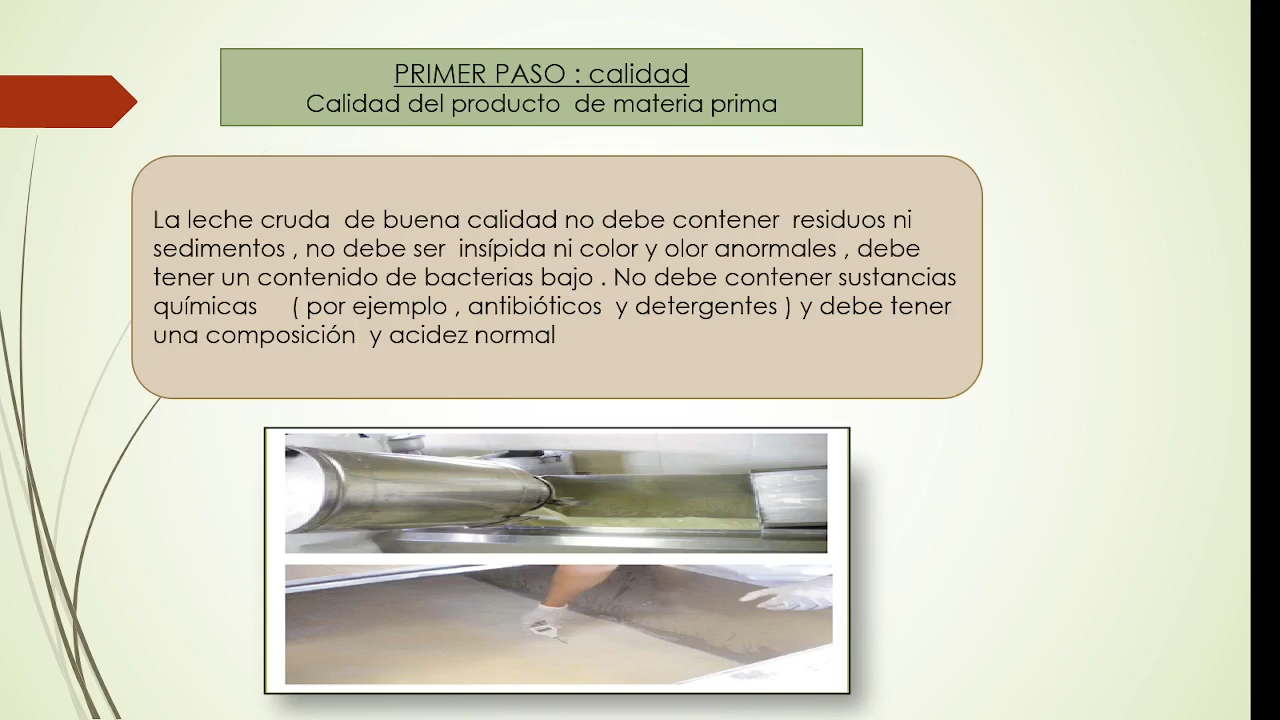 PRIMER PASO : calidad
Calidad del producto  de materia prima
La leche cruda  de buena calidad no debe contener  residuos ni
sedimentos , no debe ser  insípida ni color y olor anormales , debe
tener un contenido de bacterias bajo . No debe contener sustancias
químicas     ( por ejemplo , antibióticos  y detergentes ) y debe tener
una composición  y acidez normal